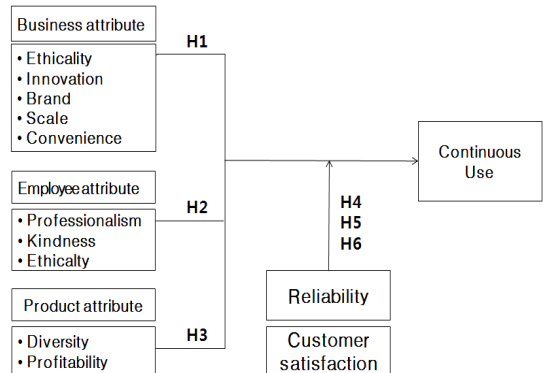 Business attribute
• Ethicality
• Innovation
• Brand
• Scale
• Convenience
H1
Employee attribute
• Professionalism
• Kindness
• Ethicalty
H2
Product attribute
• Diversity
• Profitability
H3
H4
H5
H6
Reliability
Customer
satisfaction
Continuous
Use